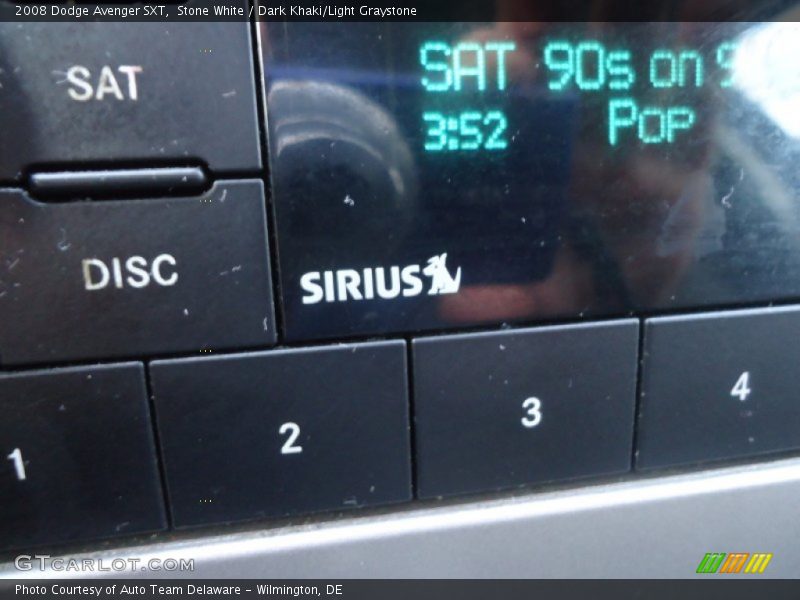 2008 Dodge Avenger SXT, Stone White / Dark Khaki/Light Graystone
SAT
SAT 90s on
3:52 Pop
DISC
SIRIUS
1 2 3 4
GTCARLOT.COM
Photo Courtesy of Auto Team Delaware - Wilmington, DE